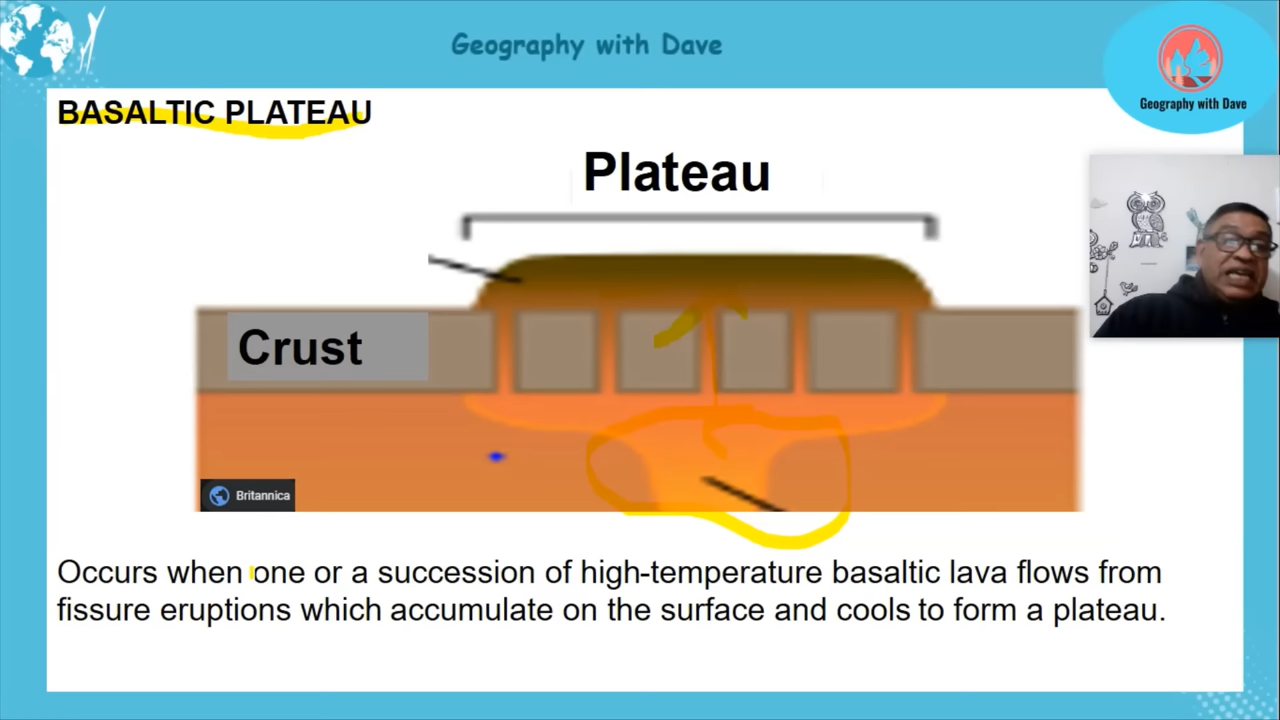 Geography with Dave
Geography with Dave
BASALTIC PLATEAU
Plateau
Crust
Britannica
Occurs when one or a succession of high-temperature basaltic lava flows from
fissure eruptions which accumulate on the surface and cools to form a plateau.